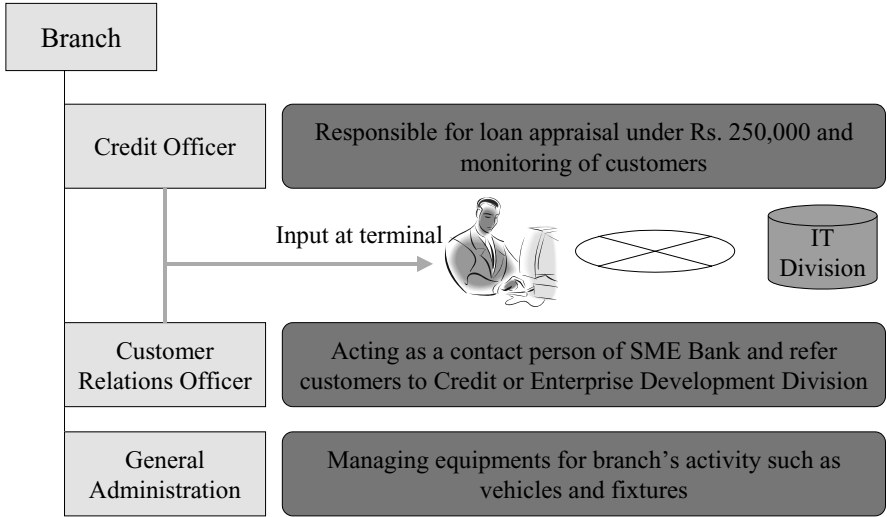 Branch
Credit Officer
Responsible for loan appraisal under Rs. 250,000 and
monitoring of customers
Input at terminal
IT
Division
Customer
Relations Officer
Acting as a contact person of SME Bank and refer
customers to Credit or Enterprise Development Division
General
Administration
Managing equipments for branch's activity such as
vehicles and fixtures